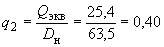 q₂ = Qэкв / Dн = 25,4 / 63,5 = 0,40